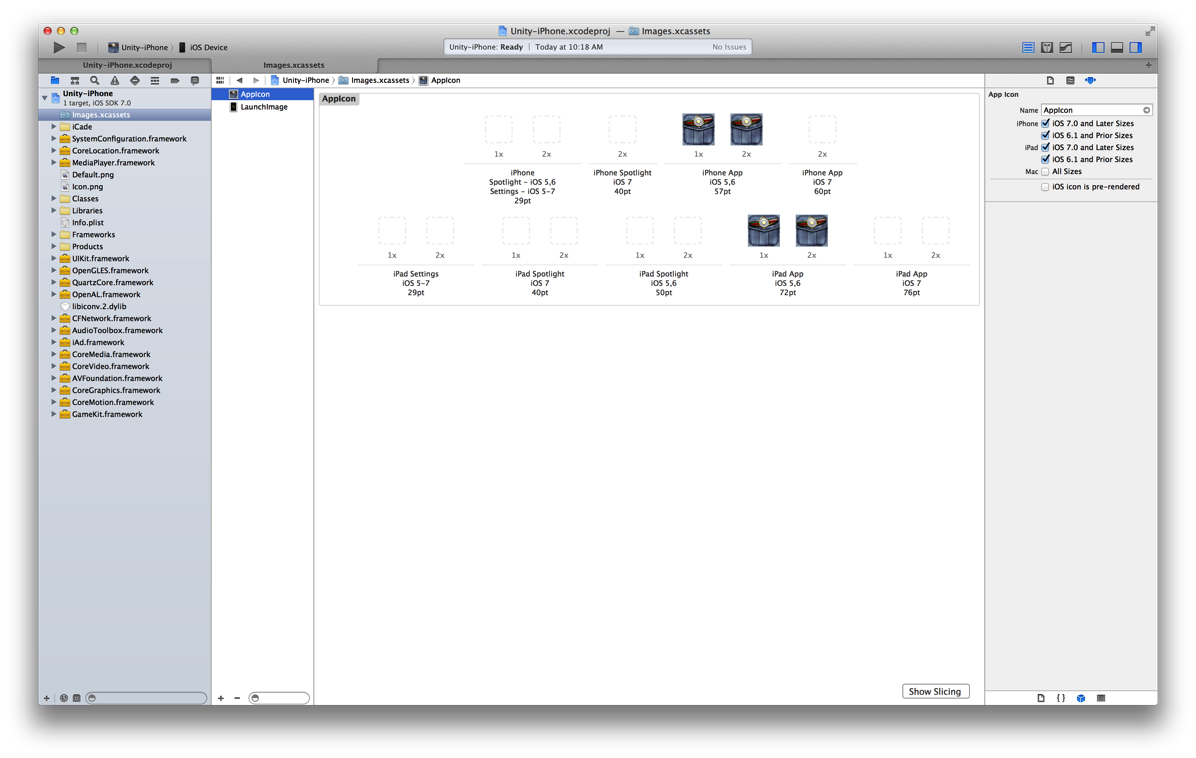 Unity-iPhone.xcodeproj — Images.xcassets
Unity-iPhone iOS Device
Unity-iPhone: Ready Today at 10:18 AM No Issues
Unity-iPhone.xcodeproj Images.xcassets +
Unity-iPhone
1 target, iOS SDK 7.0
Images.xcassets
iCade
SystemConfiguration.framework
CoreLocation.framework
MediaPlayer.framework
Default.png
Icon.png
Classes
Libraries
Info.plist
Frameworks
Products
UIKit.framework
OpenGLES.framework
QuartzCore.framework
OpenAL.framework
libiconv.2.dylib
CFNetwork.framework
AudioToolbox.framework
iAd.framework
CoreMedia.framework
CoreVideo.framework
AVFoundation.framework
CoreGraphics.framework
CoreMotion.framework
GameKit.framework
Unity-iPhone Images.xcassets AppIcon
AppIcon
LaunchImage
AppIcon
1x 2x
iPhone
Spotlight - iOS 5,6
Settings - iOS 5-7
29pt
2x
iPhone Spotlight
iOS 7
40pt
1x 2x
iPhone App
iOS 5,6
57pt
2x
iPhone App
iOS 7
60pt
1x 2x
iPad Settings
iOS 5-7
29pt
1x 2x
iPad Spotlight
iOS 7
40pt
1x 2x
iPad Spotlight
iOS 5,6
50pt
1x 2x
iPad App
iOS 5,6
72pt
1x 2x
iPad App
iOS 7
76pt
Show Slicing
App Icon
Name AppIcon
iPhone iOS 7.0 and Later Sizes
iOS 6.1 and Prior Sizes
iPad iOS 7.0 and Later Sizes
iOS 6.1 and Prior Sizes
Mac All Sizes
iOS icon is pre-rendered